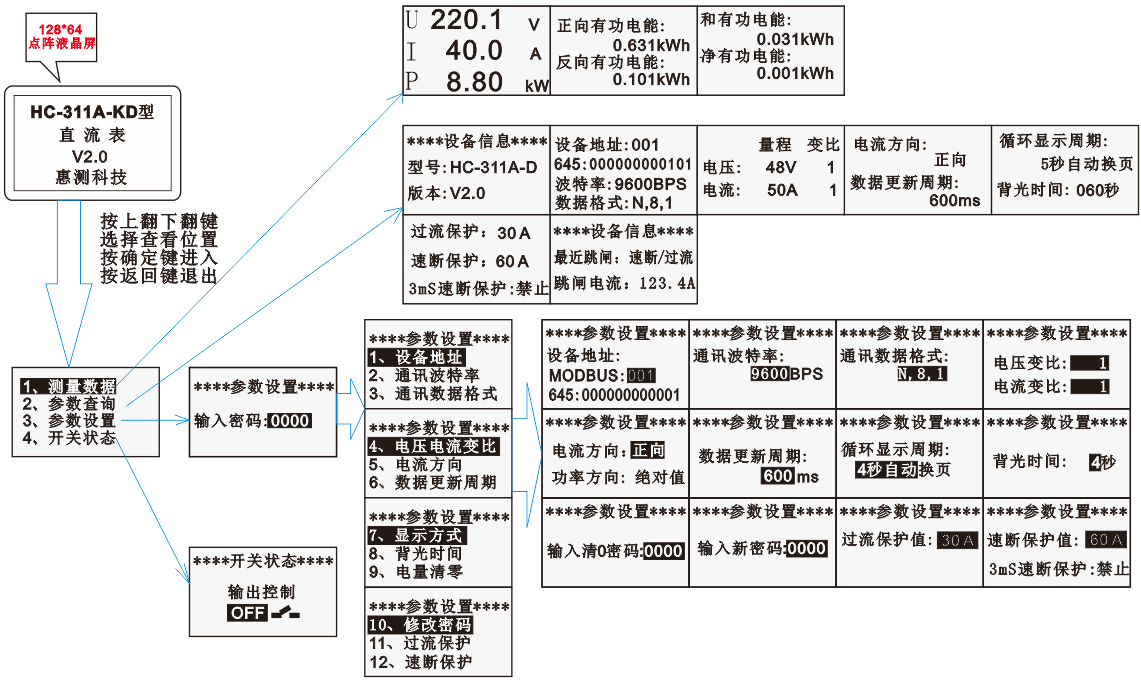 128*64
点阵液晶屏
HC-311A-KD型
直 流 表
V2.0
惠测科技
按上翻下翻键
选择查看位置
按确定键进入
按返回键退出
1、测量数据
2、参数查询
3、参数设置
4、开关状态
U 220.1 V
I 40.0 A
P 8.80 kW
正向有功电能:
0.631kWh
反向有功电能:
0.101kWh
和有功电能:
0.031kWh
净有功电能:
0.001kWh
****设备信息****
型号:HC-311A-D
版本:V2.0
设备地址:001
645:000000000101
波特率:9600BPS
数据格式:N,8,1
量程 变比
电压: 48V 1
电流: 50A 1
电流方向:
正向
数据更新周期:
600ms
循环显示周期:
5秒自动换页
背光时间: 060秒
过流保护: 30A
速断保护: 60A
3mS速断保护:禁止
****设备信息****
最近跳闸: 速断/过流
跳闸电流: 123.4A
****参数设置****
输入密码:0000
****开关状态****
输出控制
OFF
****参数设置****
1、设备地址
2、通讯波特率
3、通讯数据格式
****参数设置****
4、电压电流变比
5、电流方向
6、数据更新周期
****参数设置****
7、显示方式
8、背光时间
9、电量清零
****参数设置****
10、修改密码
11、过流保护
12、速断保护
****参数设置****
设备地址:
MODBUS:001
645:000000000001
****参数设置****
通讯波特率:
9600BPS
****参数设置****
通讯数据格式:
N,8,1
****参数设置****
电压变比: 1
电流变比: 1
****参数设置****
电流方向: 正向
功率方向: 绝对值
****参数设置****
数据更新周期:
600ms
****参数设置****
循环显示周期:
4秒自动换页
****参数设置****
背光时间: 4秒
****参数设置****
输入清0密码:0000
****参数设置****
输入新密码:0000
****参数设置****
过流保护值: 30A
****参数设置****
速断保护值: 60A
3mS速断保护:禁止